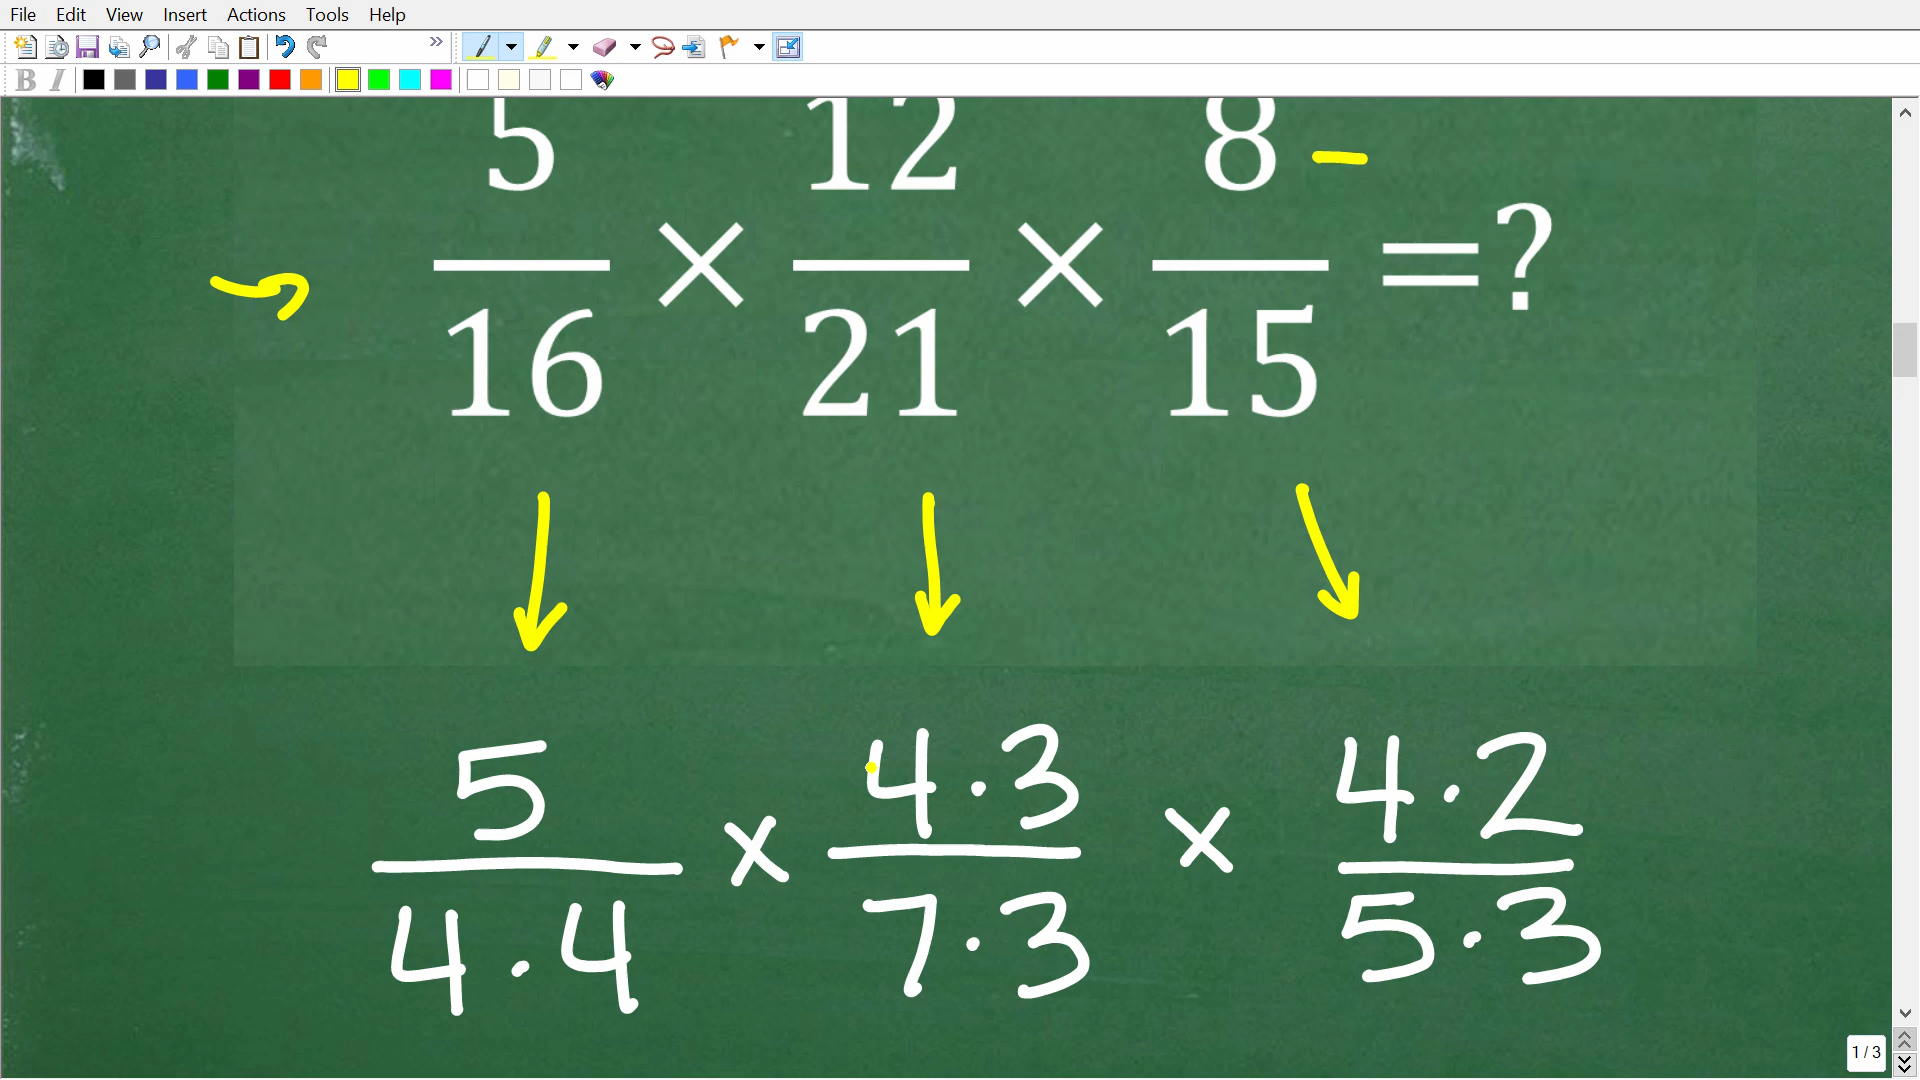 File Edit View Insert Actions Tools Help
B I
5/16 × 12/21 × 8/15 =?
5/4·4 × 4·3/7·3 × 4·2/5·3
1 / 3